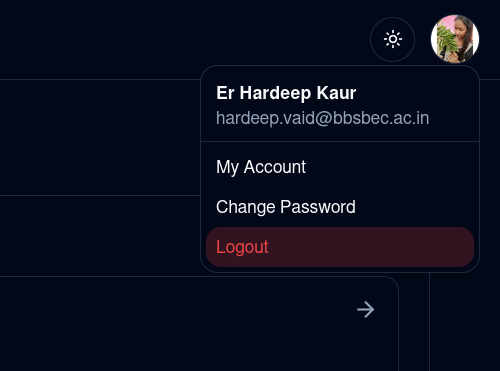 Er Hardeep Kaur
hardeep.vaid@bbsbec.ac.in
My Account
Change Password
Logout